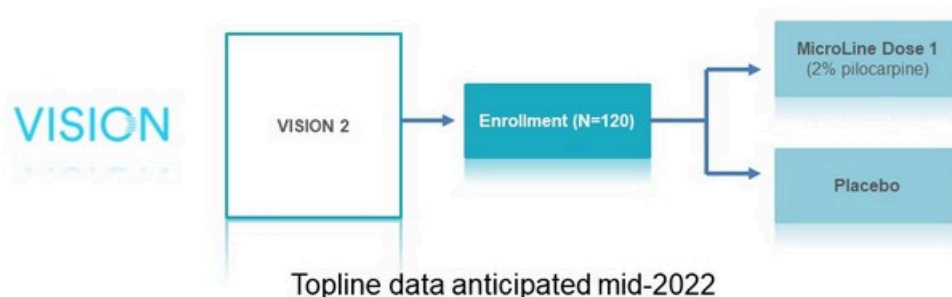 VISION
VISION 2
Enrollment (N=120)
MicroLine Dose 1
(2% pilocarpine)
Placebo
Topline data anticipated mid-2022